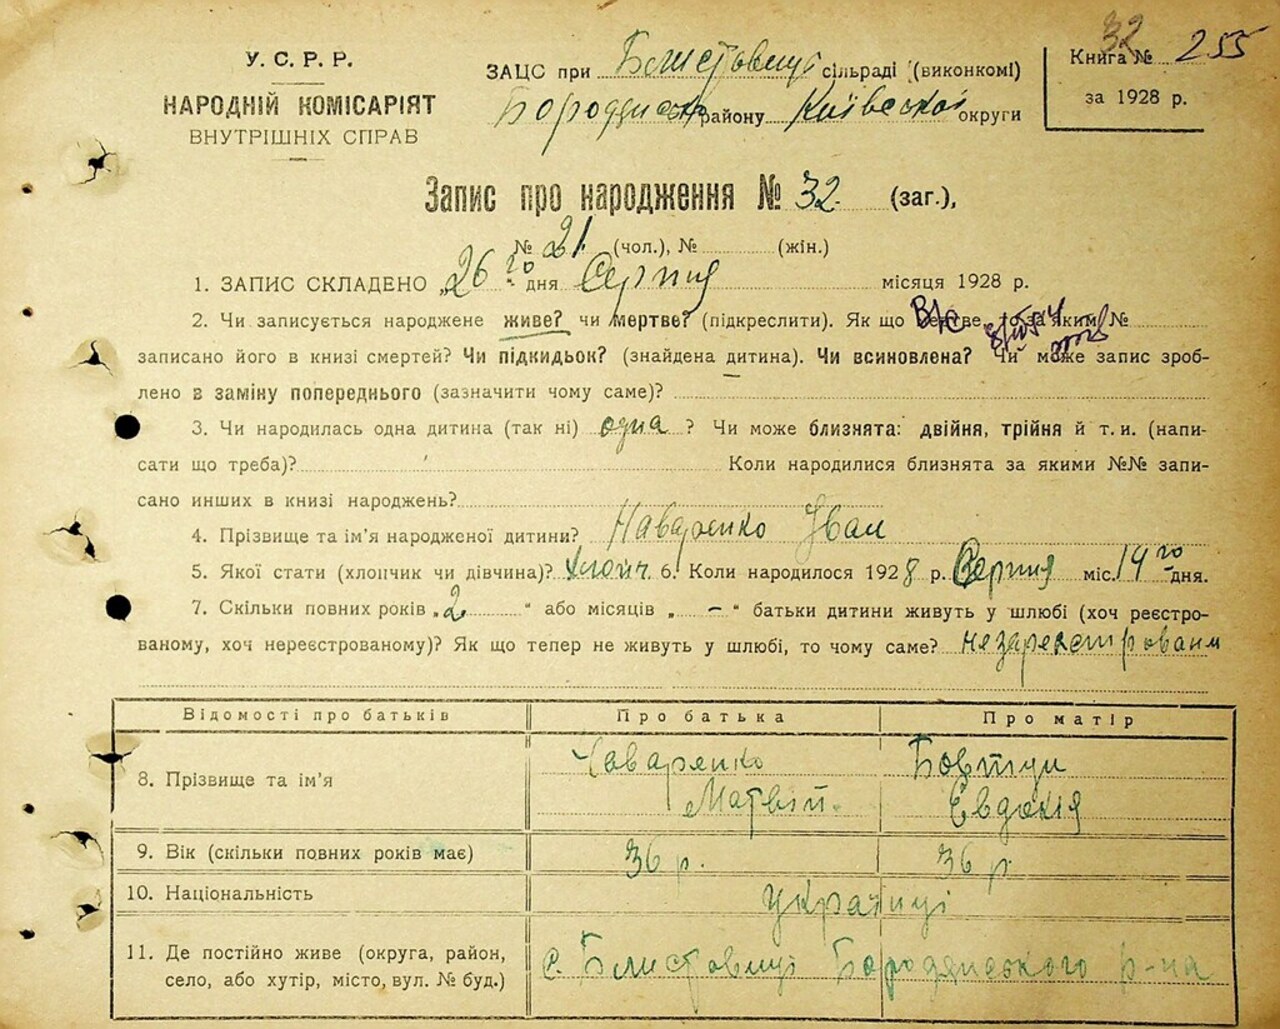 32
У. С. Р. Р.
НАРОДНІЙ КОМІСАРІЯТ
ВНУТРІШНІХ СПРАВ
ЗАЦС при Блиставиці сільраді (виконкомі)
району Київської округи
Книга № 255
за 1928 р.
Запис про народження № 32 (заг.),
№ 21 (чол.), № (жін.)
1. ЗАПИС СКЛАДЕНО „26 го" дня Серпня місяця 1928 р.
2. Чи записується народжене живе? чи мертве? (підкреслити). Як що мертве, то за яким №
записано його в книзі смертей? Чи підкидьок? (знайдена дитина). Чи всиновлена? Чи може запис зроб-
лено в заміну попереднього (зазначити чому саме)?
3. Чи народилась одна дитина (так ні) одна ? Чи може близнята: двійня, трійня й т. и. (напи-
сати що треба)? Коли народилися близнята за якими №№ запи-
сано инших в книзі народжень?
4. Прізвище та ім'я народженої дитини? Іван
5. Якої стати (хлопчик чи дівчина)? хлопч. 6. Коли народилося 1928 р. Серпня міс. 14 го дня.
7. Скільки повних років „2 " або місяців „ – " батьки дитини живуть у шлюбі (хоч реєстро-
ваному, хоч нереєстрованому)? Як що тепер не живуть у шлюбі, то чому саме?
Відомості про батьків Про батька Про матір
8. Прізвище та ім'я Матвій. Бовтун Евдокія
9. Вік (скільки повних років має) 36 р. 36 р.
10. Національність Українці
11. Де постійно живе (округа, район,
село, або хутір, місто, вул. № буд.) с. Блиставиці Бородянського р-на